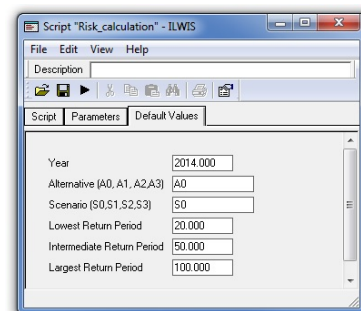 Script "Risk_calculation" - ILWIS
File Edit View Help
Description
Script Parameters Default Values
Year 2014.000
Alternative (A0, A1, A2,A3) A0
Scenario (S0,S1,S2,S3) S0
Lowest Return Period 20.000
Intermediate Return Period 50.000
Largest Return Period 100.000